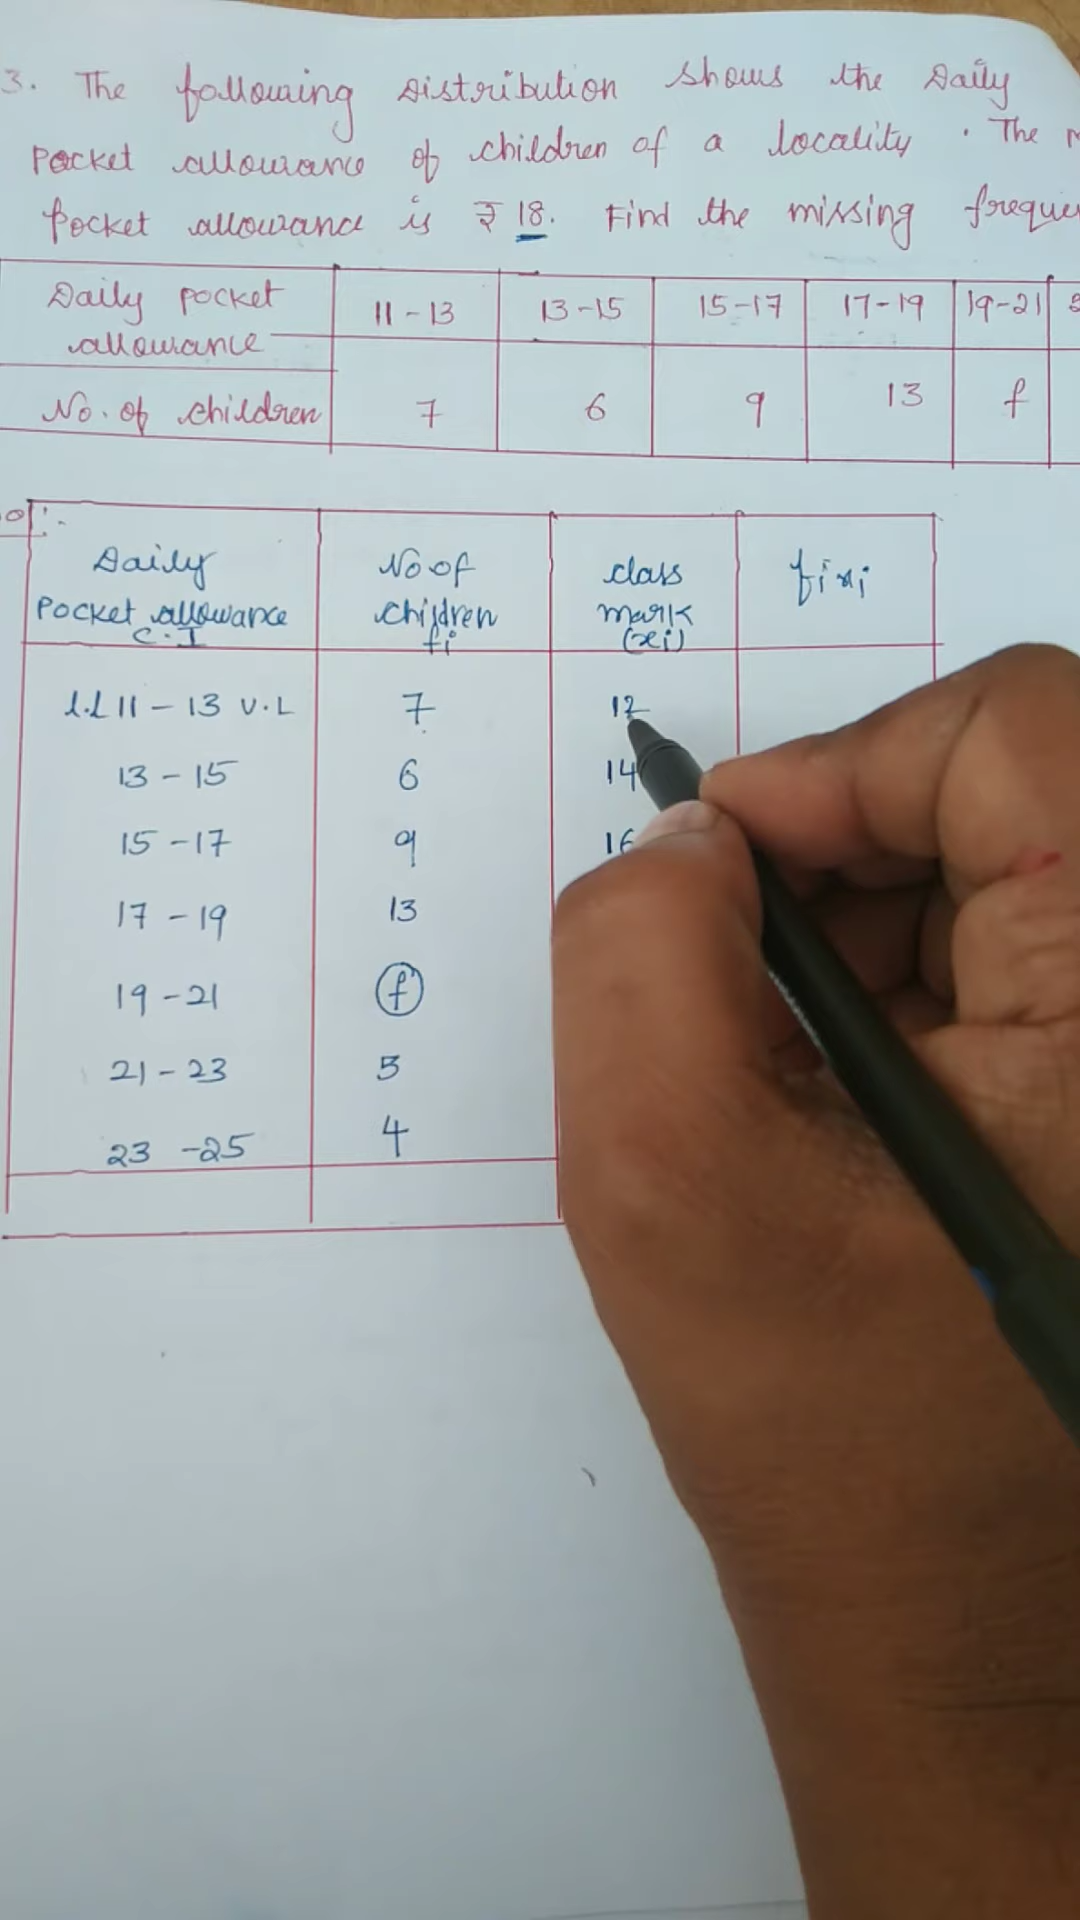 3. The following Distribution shows the Daily
Pocket allowance of children of a locality. The
Pocket allowance is ₹ 18. Find the missing
Daily pocket allowance 11-13 13-15 15-17 17-19 19-21
No. of children 7 6 9 13 f
Daily Pocket allowance C.I No of children fi class mark (xi) fixi
l.l 11-13 U.L 7 12
13-15 6 14
15-17 9 16
17-19 13
19-21 f
21-23 5
23-25 4